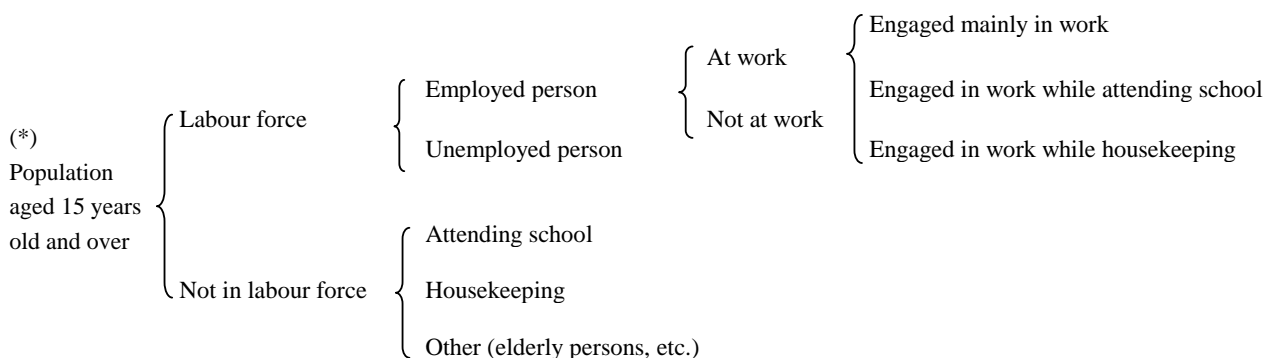 (*)
Population
aged 15 years
old and over
Labour force
Employed person
At work
Engaged mainly in work
Engaged in work while attending school
Engaged in work while housekeeping
Not at work
Unemployed person
Not in labour force
Attending school
Housekeeping
Other (elderly persons, etc.)